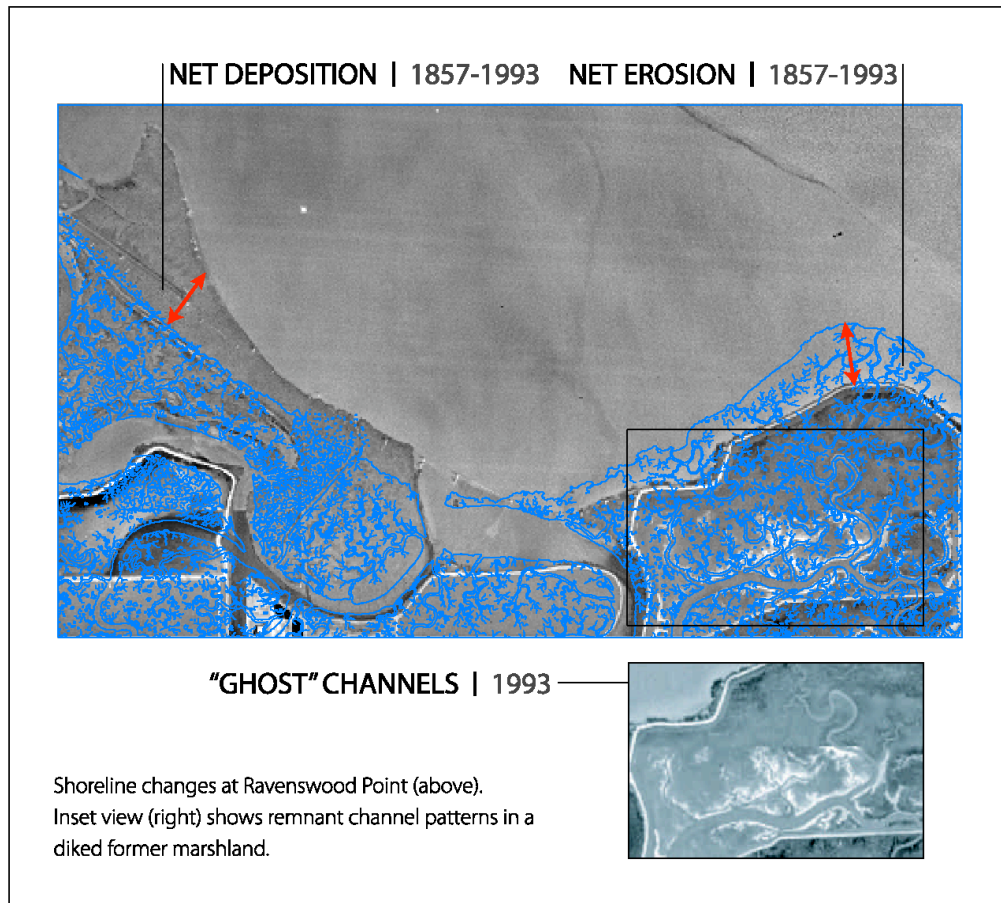 NET DEPOSITION | 1857-1993 NET EROSION | 1857-1993
“GHOST” CHANNELS | 1993
Shoreline changes at Ravenswood Point (above).
Inset view (right) shows remnant channel patterns in a
diked former marshland.